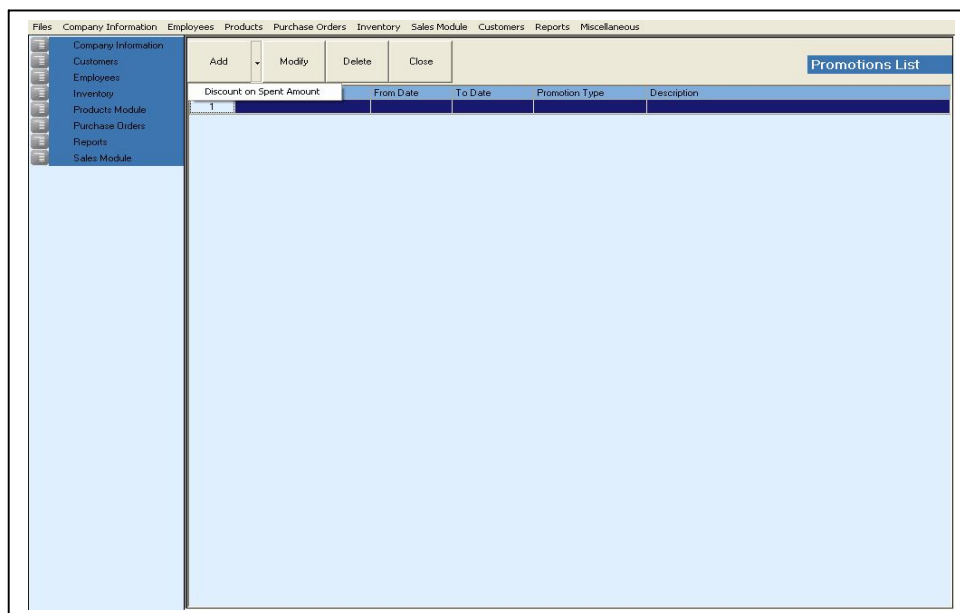 Files Company Information Employees Products Purchase Orders Inventory Sales Module Customers Reports Miscellaneous
Company Information
Customers
Employees
Inventory
Products Module
Purchase Orders
Reports
Sales Module
Add Modify Delete Close
Promotions List
Discount on Spent Amount
From Date To Date Promotion Type Description
1